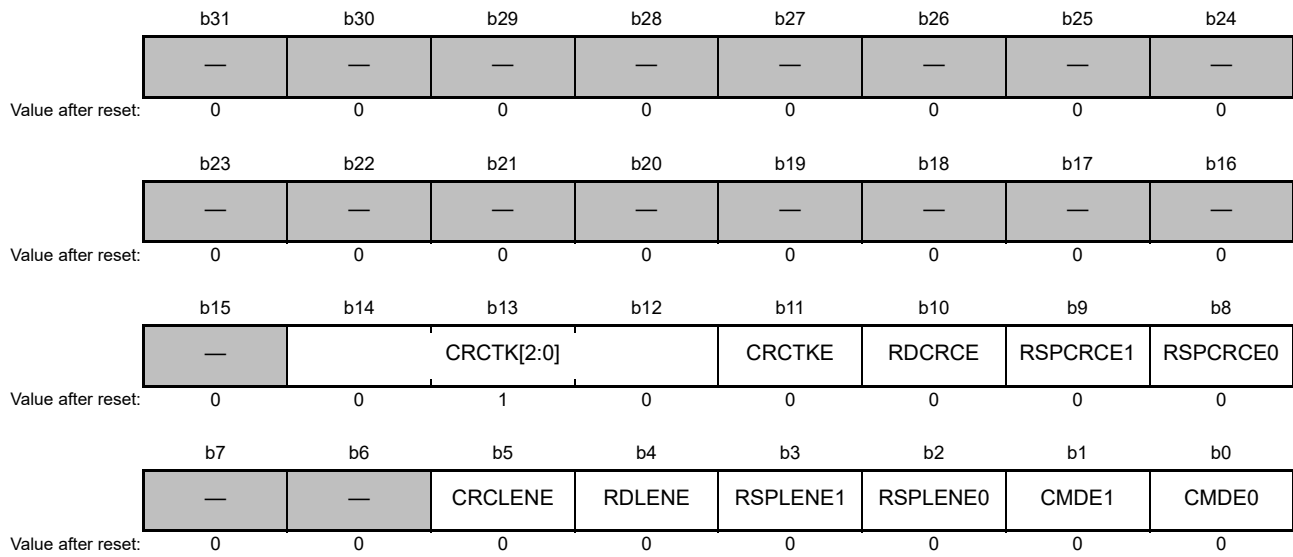 b31 b30 b29 b28 b27 b26 b25 b24
— — — — — — — —
Value after reset: 0 0 0 0 0 0 0 0
b23 b22 b21 b20 b19 b18 b17 b16
— — — — — — — —
Value after reset: 0 0 0 0 0 0 0 0
b15 b14 b13 b12 b11 b10 b9 b8
— CRCTK[2:0] CRCTKE RDCRCE RSPCRCE1 RSPCRCE0
Value after reset: 0 0 1 0 0 0 0 0
b7 b6 b5 b4 b3 b2 b1 b0
— — CRCLENE RDLENE RSPLENE1 RSPLENE0 CMDE1 CMDE0
Value after reset: 0 0 0 0 0 0 0 0